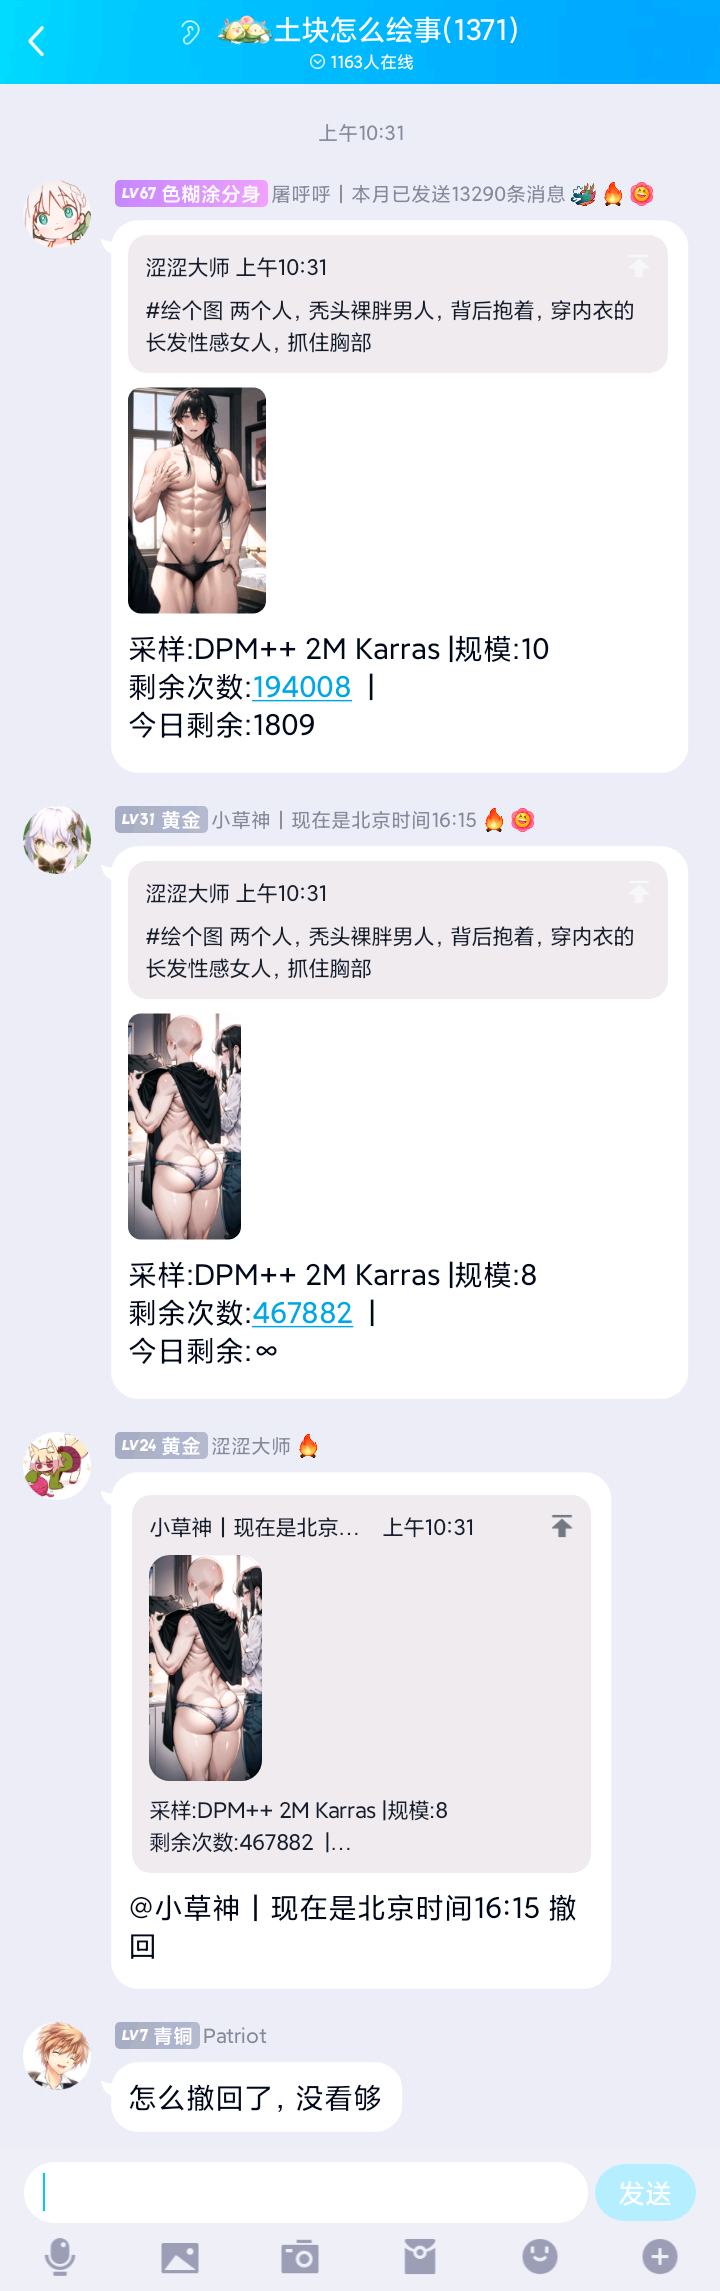 土块怎么绘事(1371)
1163人在线
上午10:31
LV67 色糊涂分身 屠呼呼丨本月已发送13290条消息
涩涩大师 上午10:31
#绘个图 两个人, 秃头裸胖男人, 背后抱着, 穿内衣的
长发性感女人, 抓住胸部
采样:DPM++ 2M Karras |规模:10
剩余次数:194008 |
今日剩余:1809
LV31 黄金 小草神丨现在是北京时间16:15
涩涩大师 上午10:31
#绘个图 两个人, 秃头裸胖男人, 背后抱着, 穿内衣的
长发性感女人, 抓住胸部
采样:DPM++ 2M Karras |规模:8
剩余次数:467882 |
今日剩余:∞
LV24 黄金 涩涩大师
小草神丨现在是北京... 上午10:31
采样:DPM++ 2M Karras |规模:8
剩余次数:467882 |...
@小草神丨现在是北京时间16:15 撤
回
LV7 青铜 Patriot
怎么撤回了, 没看够
发送